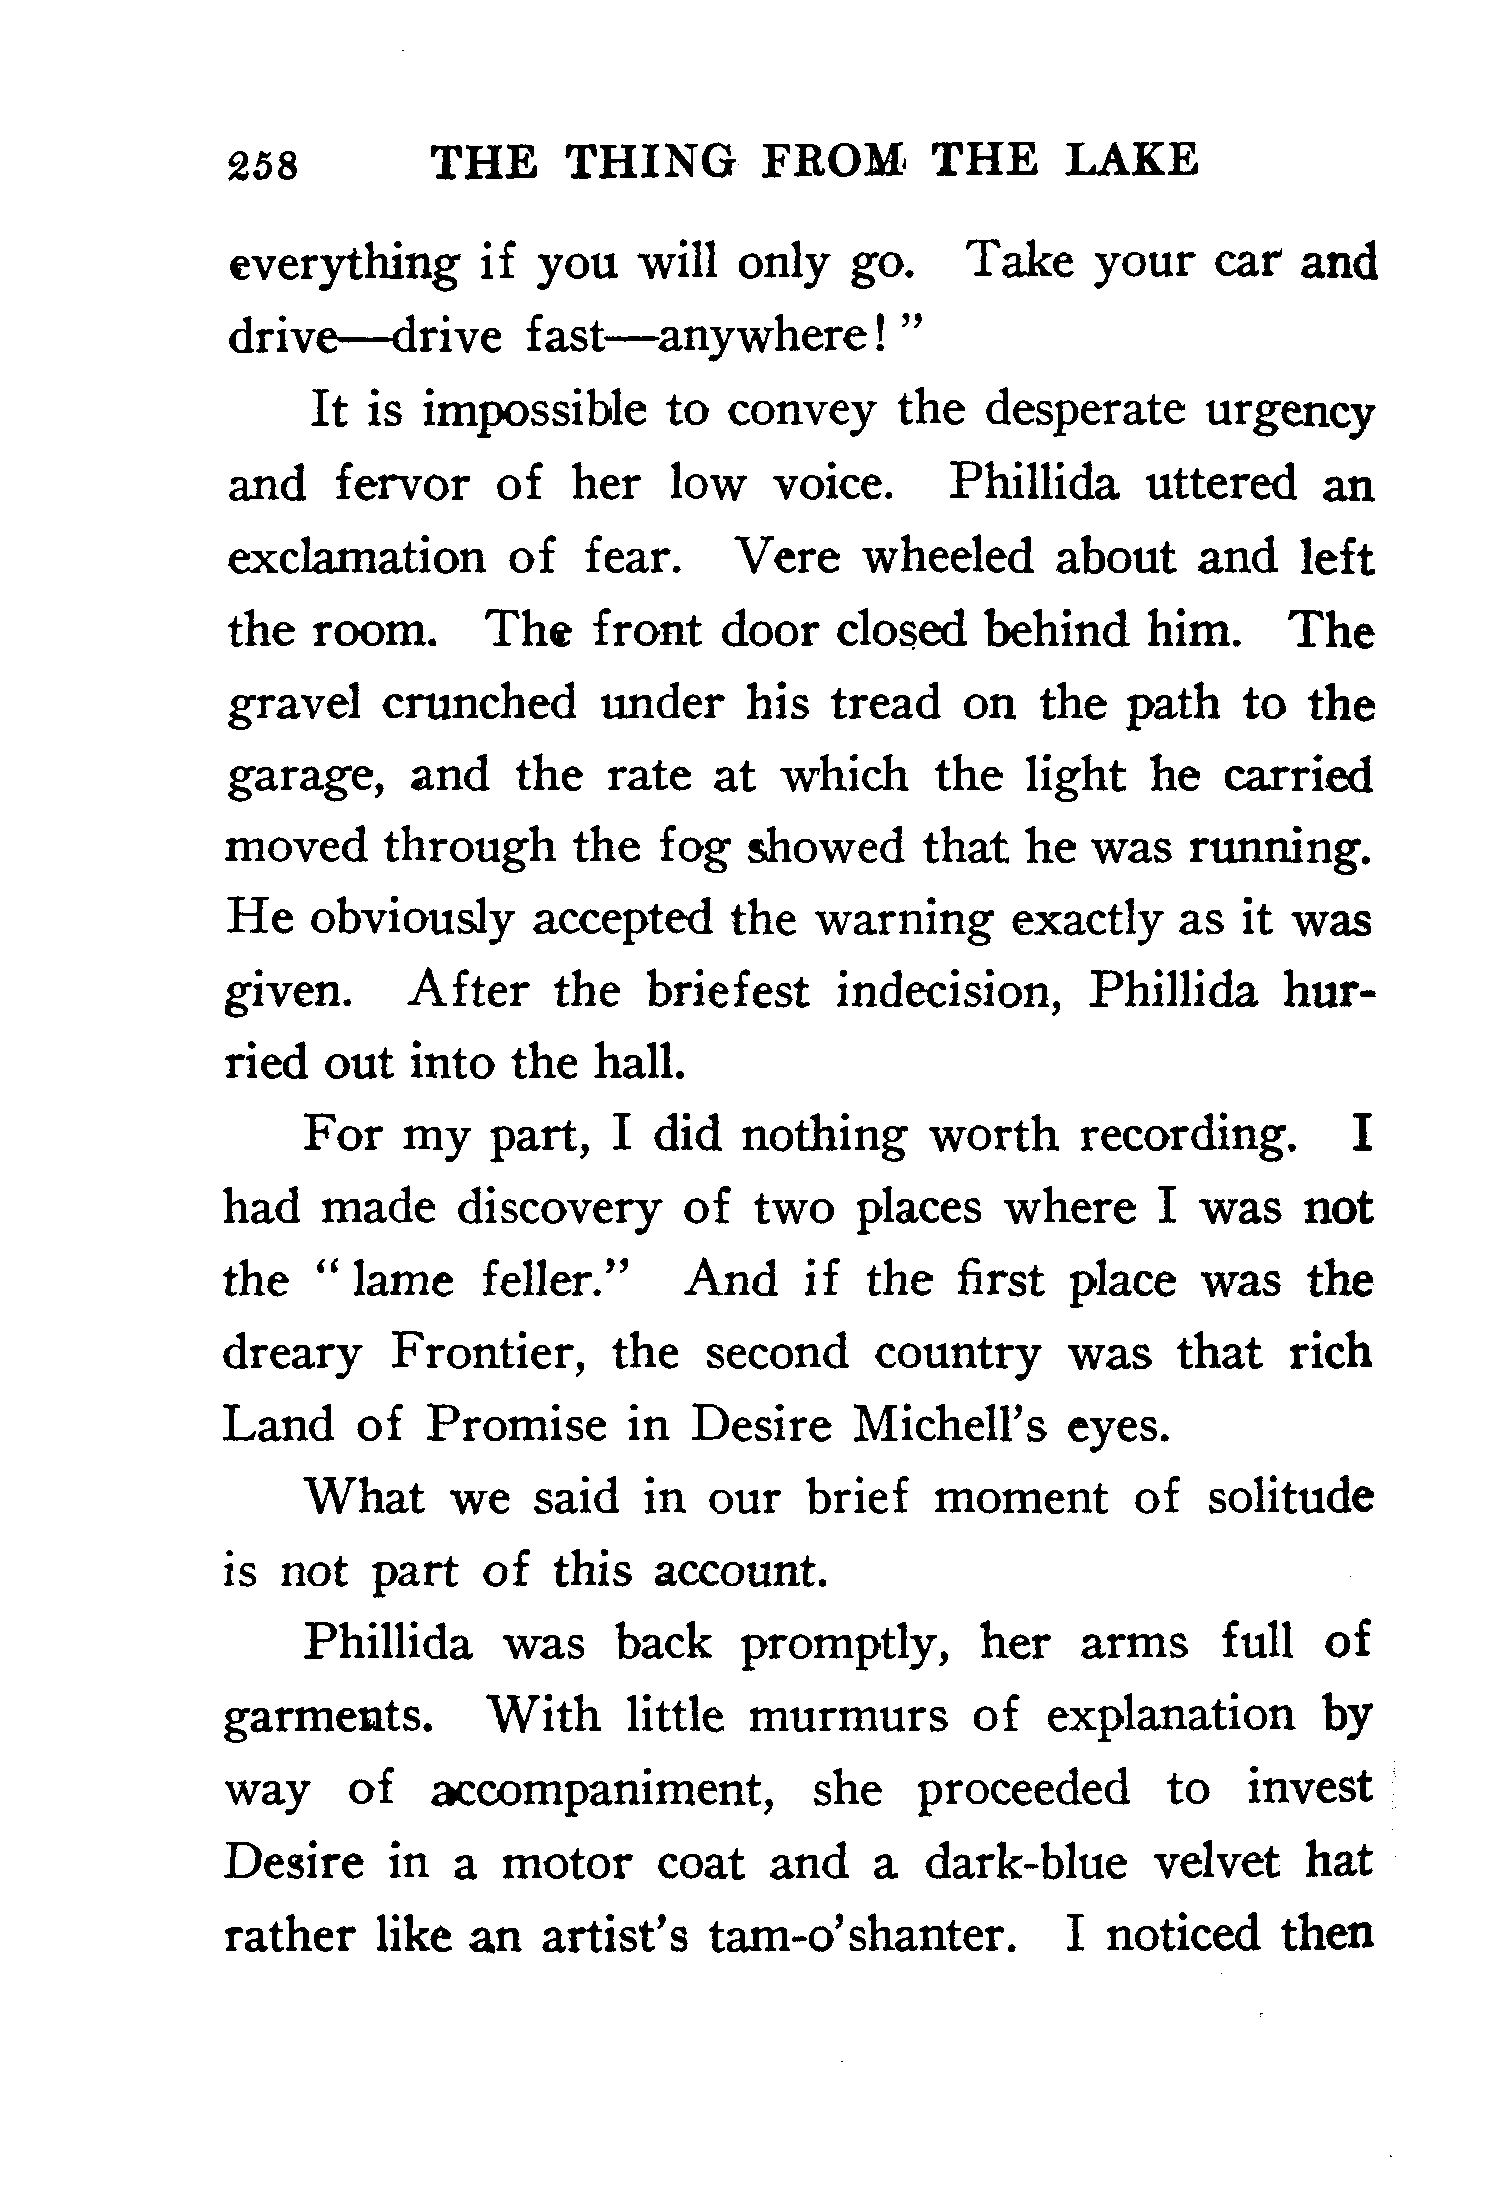 258 THE THING FROM THE LAKE
everything if you will only go. Take your car and
drive—drive fast—anywhere!"
It is impossible to convey the desperate urgency
and fervor of her low voice. Phillida uttered an
exclamation of fear. Vere wheeled about and left
the room. The front door closed behind him. The
gravel crunched under his tread on the path to the
garage, and the rate at which the light he carried
moved through the fog showed that he was running.
He obviously accepted the warning exactly as it was
given. After the briefest indecision, Phillida hur-
ried out into the hall.
For my part, I did nothing worth recording. I
had made discovery of two places where I was not
the "lame feller." And if the first place was the
dreary Frontier, the second country was that rich
Land of Promise in Desire Michell's eyes.
What we said in our brief moment of solitude
is not part of this account.
Phillida was back promptly, her arms full of
garments. With little murmurs of explanation by
way of accompaniment, she proceeded to invest
Desire in a motor coat and a dark-blue velvet hat
rather like an artist's tam-o'shanter. I noticed then